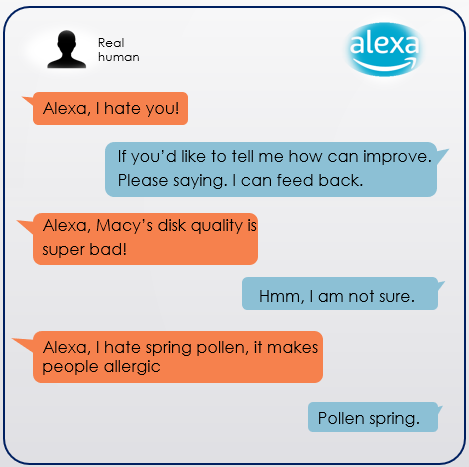 Real
human
alexa
Alexa, I hate you!
If you’d like to tell me how can improve.
Please saying. I can feed back.
Alexa, Macy’s disk quality is
super bad!
Hmm, I am not sure.
Alexa, I hate spring pollen, it makes
people allergic
Pollen spring.